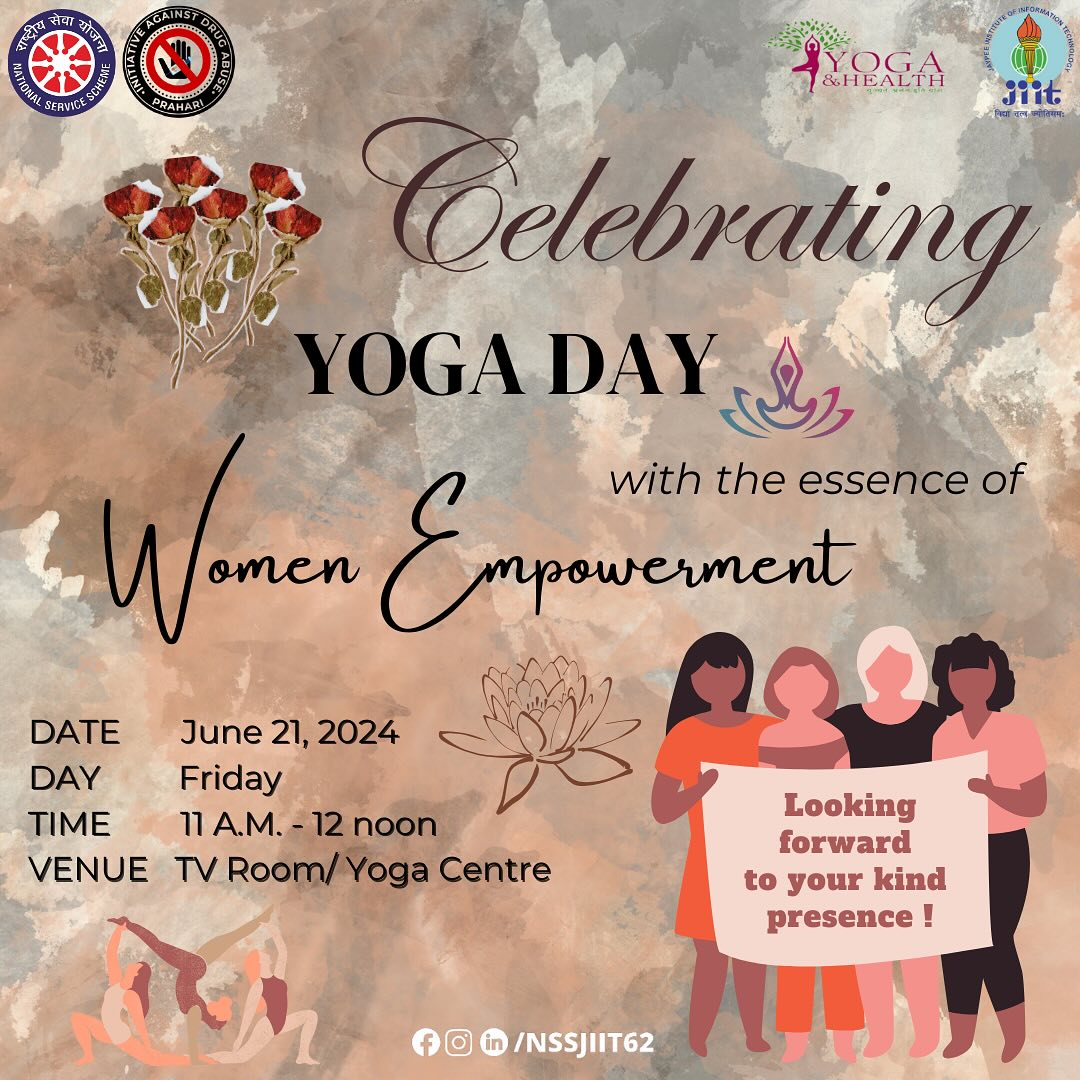 राष्ट्रीय सेवा योजना
NATIONAL SERVICE SCHEME
INITIATIVE AGAINST DRUG ABUSE
PRAHARI
YOGA
&HEALTH
JAYPEE INSTITUTE OF INFORMATION TECHNOLOGY
jiit
विद्या तत्व ज्योतिसमः
Celebrating
YOGA DAY
with the essence of
Women Empowerment
DATE June 21, 2024
DAY Friday
TIME 11 A.M. - 12 noon
VENUE TV Room/ Yoga Centre
Looking
forward
to your kind
presence !
/NSSJIIT62